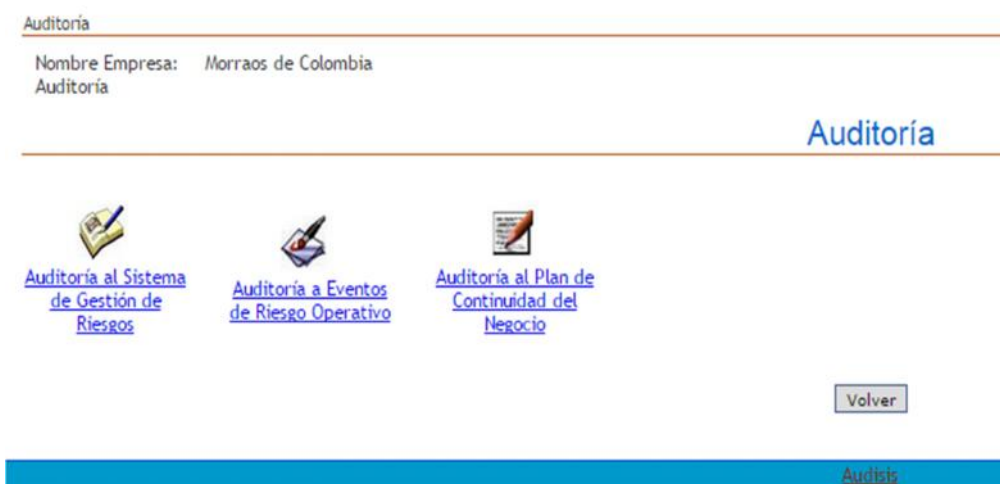 Auditoría
Nombre Empresa: Morraos de Colombia
Auditoría
Auditoría
Auditoría al Sistema
de Gestión de
Riesgos
Auditoría a Eventos
de Riesgo Operativo
Auditoría al Plan de
Continuidad del
Negocio
Volver
Audisis